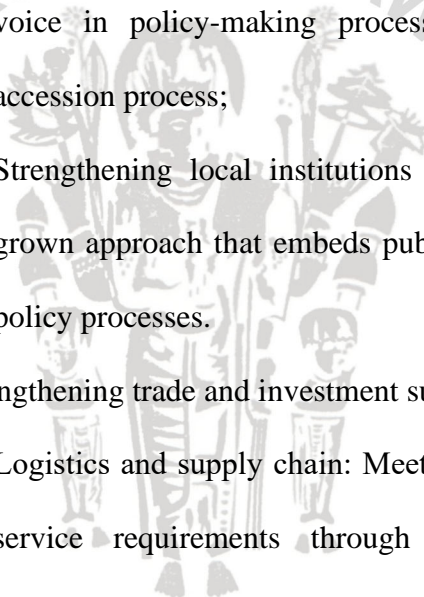 voice in policy-making process
accession process;
Strengthening local institutions
grown approach that embeds pub
policy processes.
ngthening trade and investment su
Logistics and supply chain: Meet
service requirements through